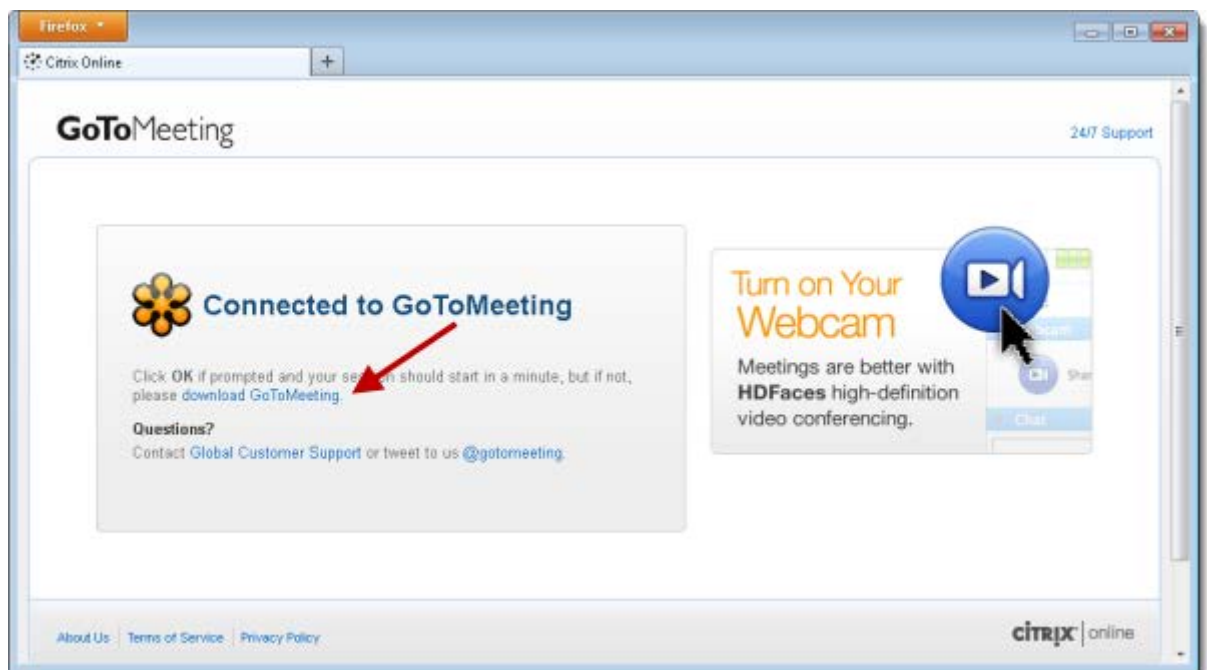 Firefox
Citrix Online
GoToMeeting
24/7 Support
Connected to GoToMeeting
Click OK if prompted and your session should start in a minute, but if not,
please download GoToMeeting.
Questions?
Contact Global Customer Support or tweet to us @gotomeeting.
Turn on Your
Webcam
Meetings are better with
HDFaces high-definition
video conferencing.
Chat
About Us Terms of Service Privacy Policy
CITRIX online